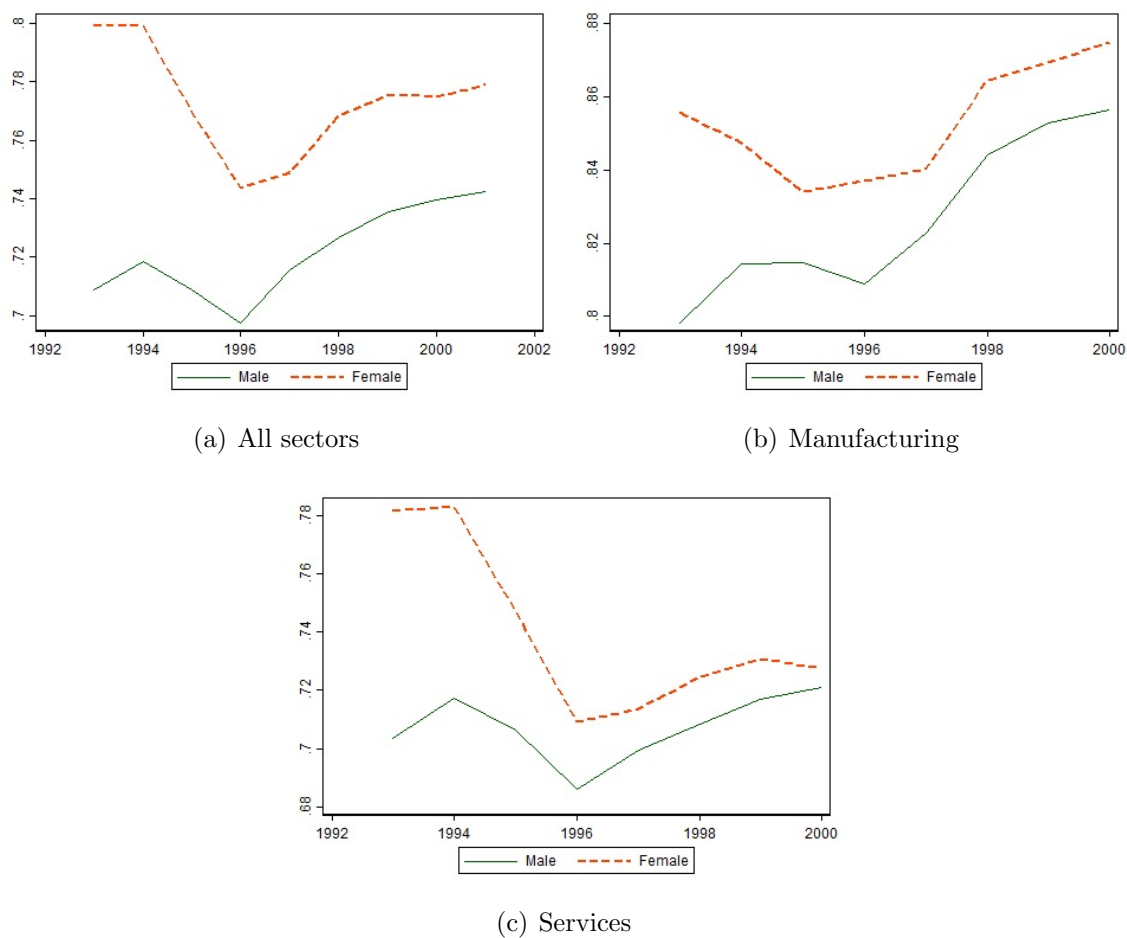 .8
.78
.76
.74
.72
.7
1992 1994 1996 1998 2000 2002
Male Female
(a) All sectors
.88
.86
.84
.82
.8
1992 1994 1996 1998 2000
Male Female
(b) Manufacturing
.78
.76
.74
.72
.7
.68
1992 1994 1996 1998 2000
Male Female
(c) Services